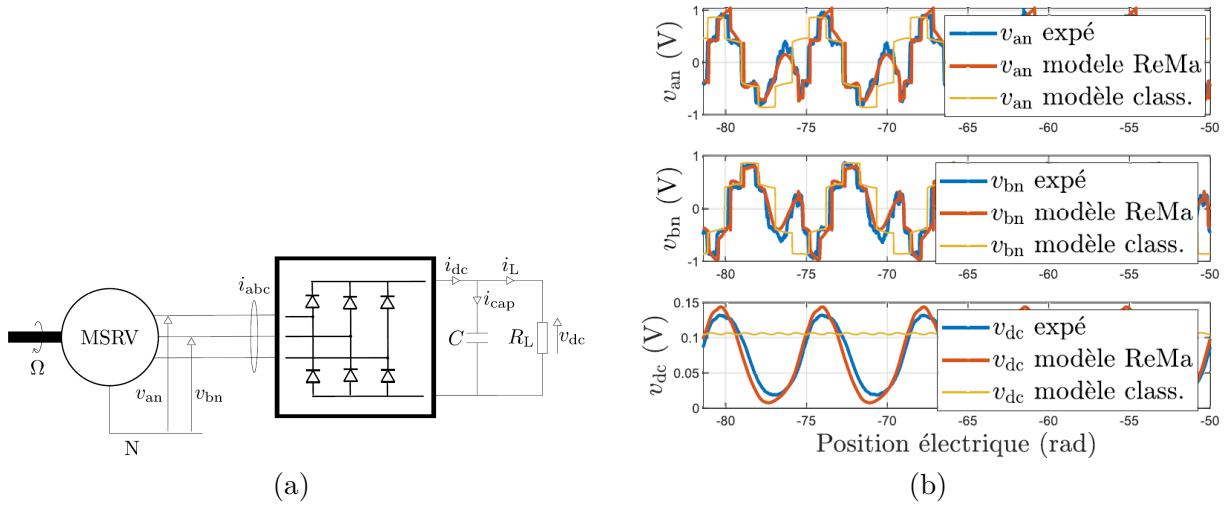 i_abc
MSRV
Ω
v_an
v_bn
N
i_dc
i_L
i_cap
C
R_L
v_dc
(a)
v_an (V)
1
0
-1
v_an expé
v_an modele ReMa
v_an modèle class.
-80 -75 -70 -65 -60 -55 -50
v_bn (V)
1
0
-1
v_bn expé
v_bn modèle ReMa
v_bn modèle class.
-80 -75 -70 -65 -60 -55 -50
v_dc (V)
0.15
0.1
0.05
0
v_dc expé
v_dc modèle ReMa
v_dc modèle class.
-80 -75 -70 -65 -60 -55 -50
Position électrique (rad)
(b)